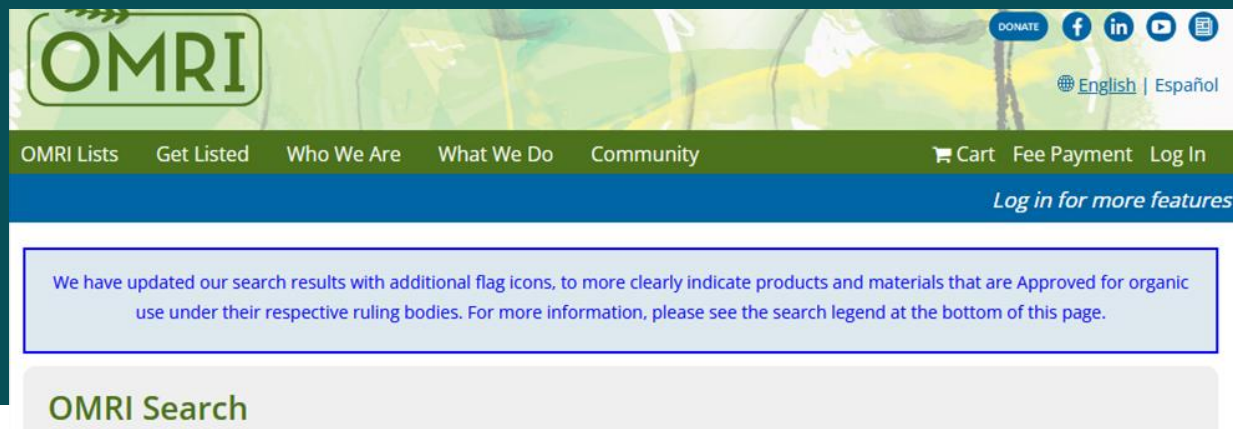 OMRI
DONATE
English | Español
OMRI Lists Get Listed Who We Are What We Do Community Cart Fee Payment Log In
Log in for more features
We have updated our search results with additional flag icons, to more clearly indicate products and materials that are Approved for organic
use under their respective ruling bodies. For more information, please see the search legend at the bottom of this page.
OMRI Search